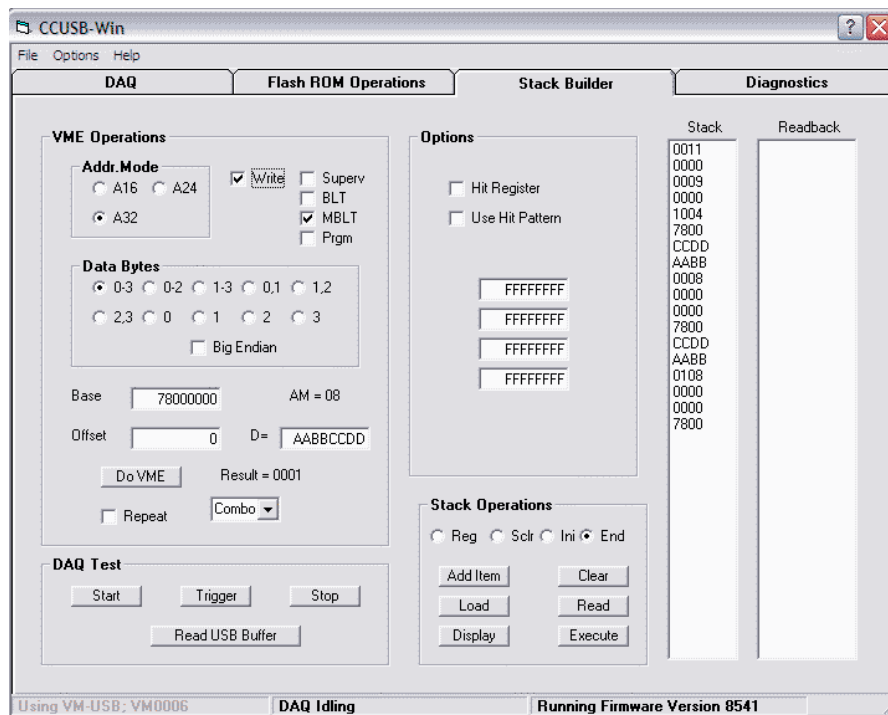 CCUSB-Win
File Options Help
DAQ Flash ROM Operations Stack Builder Diagnostics
VME Operations
Addr.Mode
A16 A24
A32
Write
Superv
BLT
MBLT
Prgm
Data Bytes
0-3 0-2 1-3 0,1 1,2
2,3 0 1 2 3
Big Endian
Base 78000000 AM = 08
Offset 0 D= AABBCCDD
Do VME Result = 0001
Repeat Combo
DAQ Test
Start Trigger Stop
Read USB Buffer
Options
Hit Register
Use Hit Pattern
FFFFFFFF
FFFFFFFF
FFFFFFFF
FFFFFFFF
Stack Operations
Reg Sclr Ini End
Add Item Clear
Load Read
Display Execute
Stack Readback
0011
0000
0009
0000
1004
7800
CCDD
AABB
0008
0000
0000
7800
CCDD
AABB
0108
0000
0000
7800
Using VM-USB; VM0006 DAQ Idling Running Firmware Version 8541